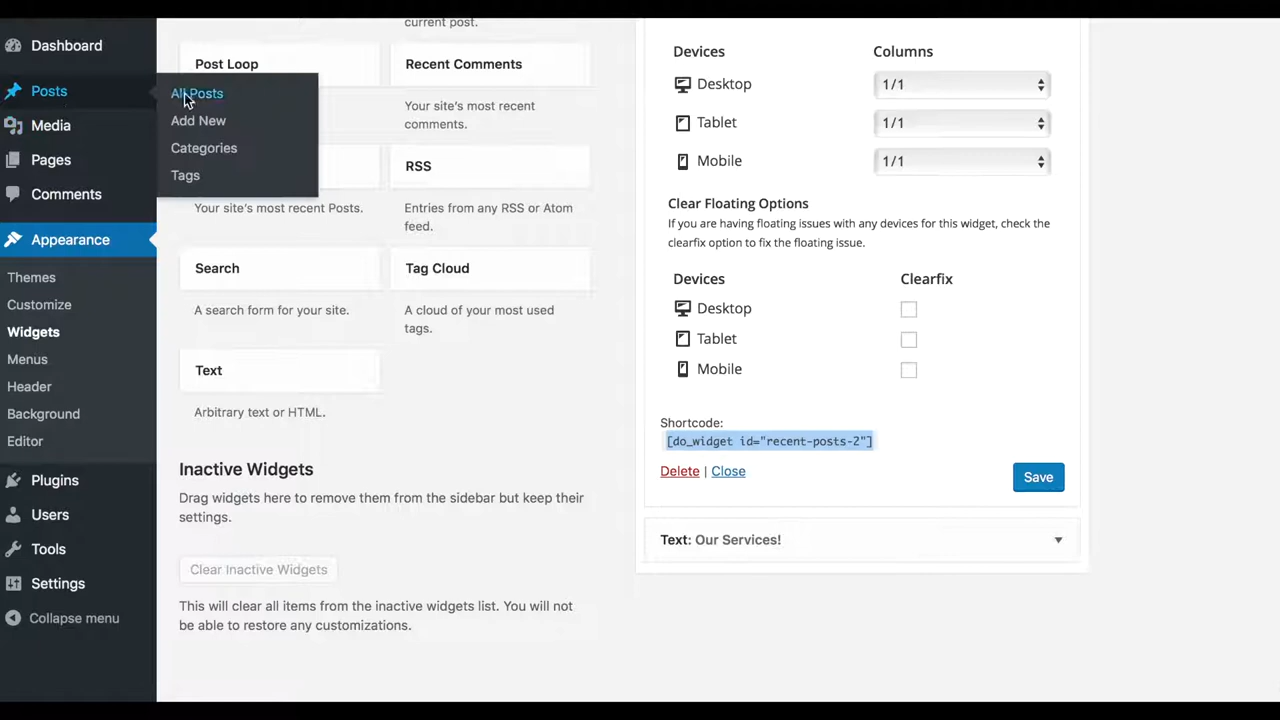 Dashboard
Posts
Media
Pages
Comments
Appearance
Themes
Customize
Widgets
Menus
Header
Background
Editor
Plugins
Users
Tools
Settings
Collapse menu
All Posts
Add New
Categories
Tags
current post.
Post Loop
Recent Comments
Your site's most recent
comments.
RSS
Your site's most recent Posts.
Entries from any RSS or Atom
feed.
Search
Tag Cloud
A search form for your site.
A cloud of your most used
tags.
Text
Arbitrary text or HTML.
Inactive Widgets
Drag widgets here to remove them from the sidebar but keep their
settings.
Clear Inactive Widgets
This will clear all items from the inactive widgets list. You will not
be able to restore any customizations.
Devices Columns
Desktop 1/1
Tablet 1/1
Mobile 1/1
Clear Floating Options
If you are having floating issues with any devices for this widget, check the
clearfix option to fix the floating issue.
Devices Clearfix
Desktop
Tablet
Mobile
Shortcode:
[do_widget id="recent-posts-2"]
Delete | Close
Save
Text: Our Services!